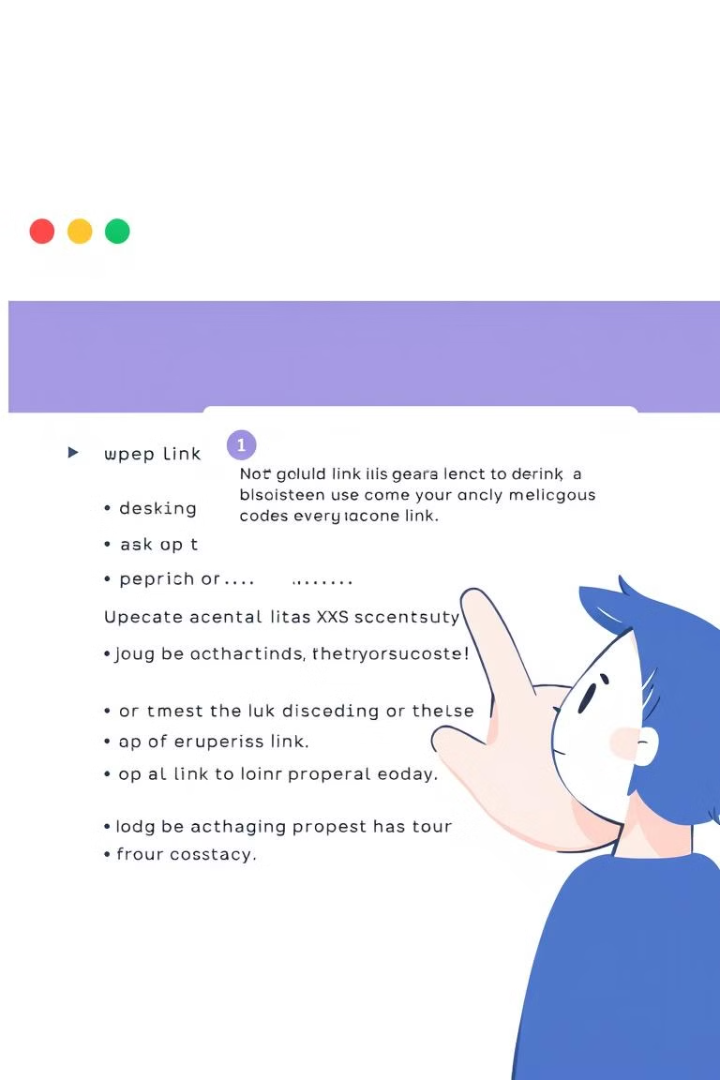 wpep link
1
Not goluld link ilis geara lenct to derink a
blsoisteen use come your ancly melicgous
codes every iacone link.
• desking
• ask op t
• peprich or.... .......
Upecate acental litas XXS sccentsuty
• joug be acthartinds, thetryorsucoste!
• or tmest the luk disceding or thelse
• ap of eruperiss link.
• op al link to loinr properal eoday.
• lodg be acthaging propest has tour
• frour cosstacy.